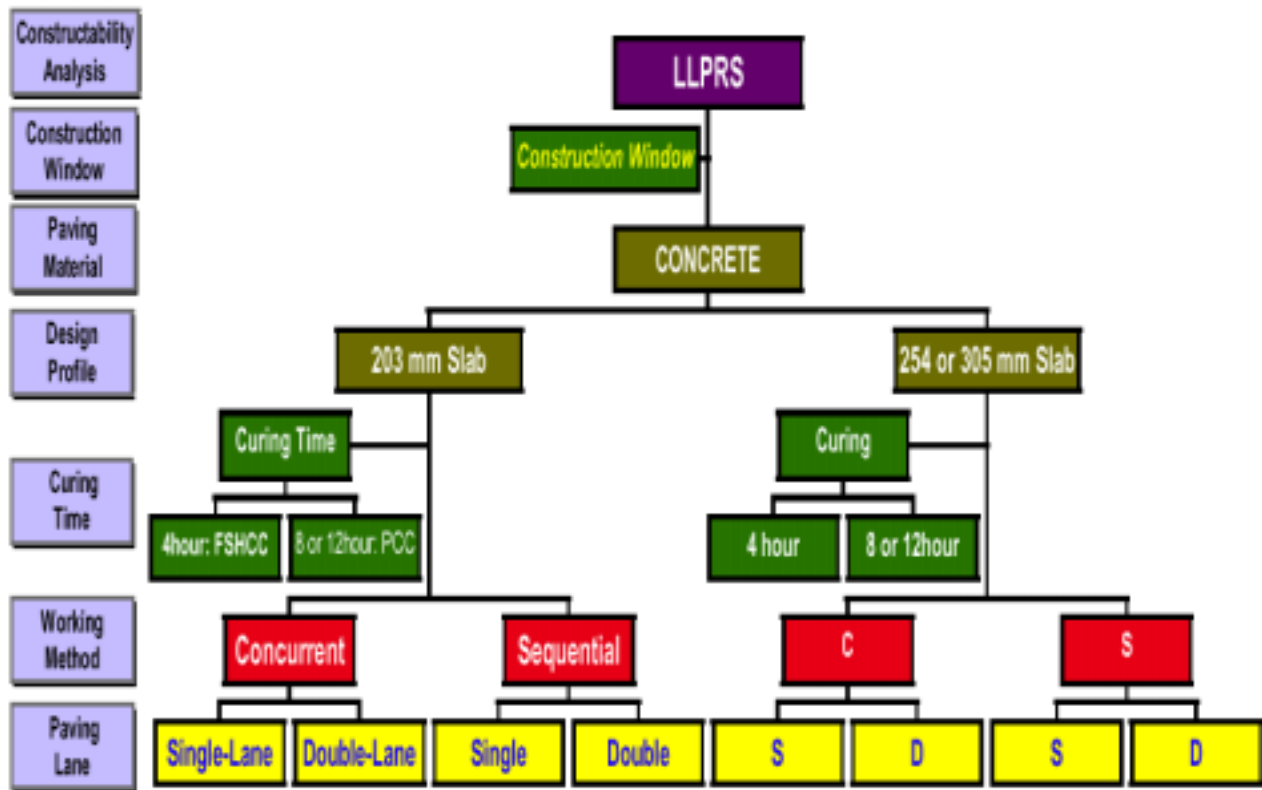 Constructability
Analysis
LLPRS
Construction
Window
Construction Window
Paving
Material
CONCRETE
Design
Profile
203 mm Slab
254 or 305 mm Slab
Curing Time
Curing
Curing
Time
4hour: FSHCC
8 or 12hour: PCC
4 hour
8 or 12hour
Working
Method
Concurrent
Sequential
C
S
Paving
Lane
Single-Lane
Double-Lane
Single
Double
S
D
S
D